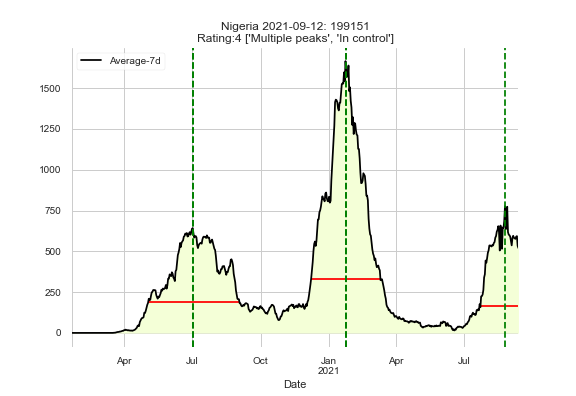 Nigeria 2021-09-12: 199151
Rating:4 ['Multiple peaks', 'In control']
Average-7d
1500
1250
1000
750
500
250
0
Apr
Jul
Oct
Jan
2021
Apr
Jul
Date